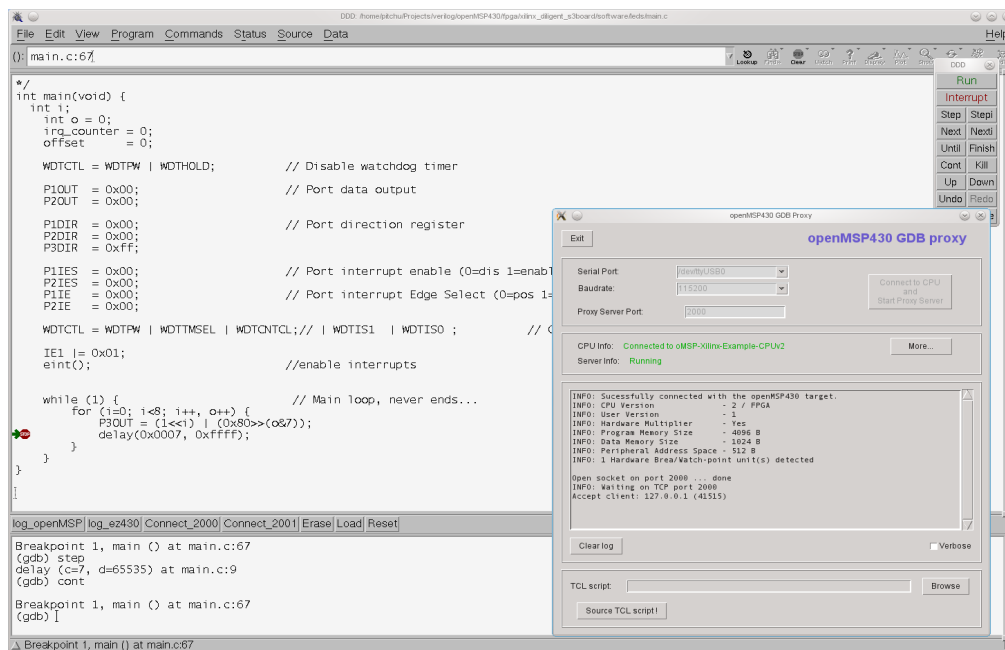 DDD: /home/pitchu/Projects/verilog/openMSP430/fpga/xilinx_diligent_s3board/software/leds/main.c
File Edit View Program Commands Status Source Data Help
(): main.c:67
Lookup Clear
DDD
Run
Interrupt
Step Stepi
Next Nexti
Until Finish
Cont Kill
Up Down
Undo Redo
*/
int main(void) {
int i;
int o = 0;
irq_counter = 0;
offset = 0;
WDTCTL = WDTPW | WDTHOLD; // Disable watchdog timer
P1OUT = 0x00; // Port data output
P2OUT = 0x00;
P1DIR = 0x00; // Port direction register
P2DIR = 0x00;
P3DIR = 0xff;
P1IES = 0x00; // Port interrupt enable (0=dis 1=enabl
P2IES = 0x00;
P1IE = 0x00; // Port interrupt Edge Select (0=pos 1=
P2IE = 0x00;
WDTCTL = WDTPW | WDTTMSEL | WDTCNTCL;// | WDTIS1 | WDTIS0 ; //
IE1 |= 0x01;
eint(); //enable interrupts
while (1) { // Main loop, never ends...
for (i=0; i<8; i++, o++) {
P3OUT = (1<<i) | (0x80>>(o&7));
delay(0x0007, 0xffff);
}
}
}
log_openMSP log_ez430 Connect_2000 Connect_2001 Erase Load Reset
Breakpoint 1, main () at main.c:67
(gdb) step
delay (c=7, d=65535) at main.c:9
(gdb) cont
Breakpoint 1, main () at main.c:67
(gdb)
Breakpoint 1, main () at main.c:67
openMSP430 GDB Proxy
Exit openMSP430 GDB proxy
Serial Port: /dev/ttyUSB0
Baudrate: 115200
Proxy Server Port: 2000
Connect to CPU
and
Start Proxy Server
CPU Info: Connected to oMSP-Xilinx-Example-CPUv2 More...
Server Info: Running
INFO: Sucessfully connected with the openMSP430 target.
INFO: CPU Version - 2 / FPGA
INFO: User Version - 1
INFO: Hardware Multiplier - Yes
INFO: Program Memory Size - 4096 B
INFO: Data Memory Size - 1024 B
INFO: Peripheral Address Space - 512 B
INFO: 1 Hardware Brea/Watch-point unit(s) detected
Open socket on port 2000 ... done
INFO: Waiting on TCP port 2000
Accept client: 127.0.0.1 (41515)
Clear log Verbose
TCL script: Browse
Source TCL script !